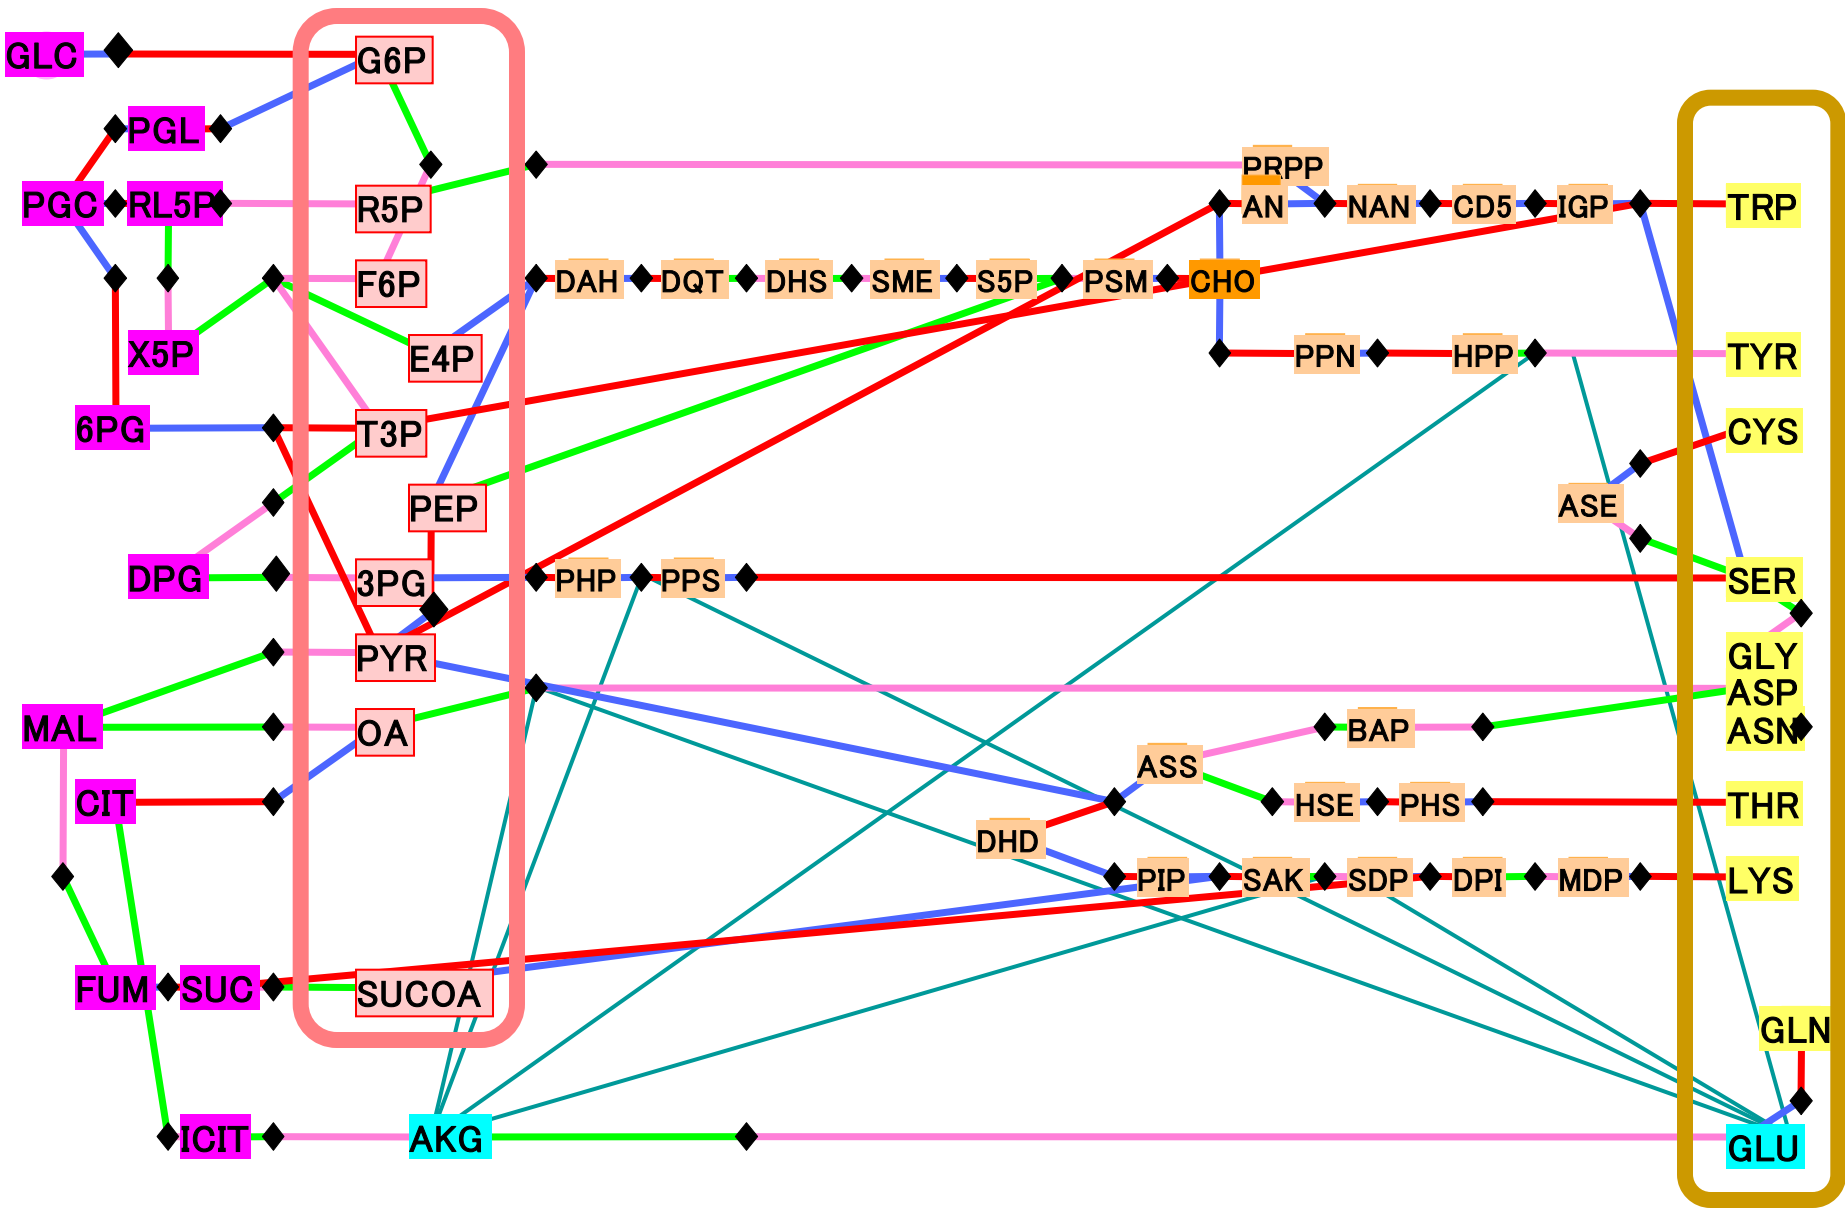 GLC
G6P
PGL
PRPP
PGC
RL5P
R5P
AN
NAN
CD5
IGP
TRP
F6P
DAH
DQT
DHS
SME
S5P
PSM
CHO
X5P
E4P
PPN
HPP
TYR
6PG
T3P
CYS
PEP
ASE
DPG
3PG
PHP
PPS
SER
PYR
GLY
ASP
MAL
OA
BAP
ASN
ASS
CIT
HSE
PHS
THR
DHD
PIP
SAK
SDP
DPI
MDP
LYS
FUM
SUC
SUCOA
GLN
ICIT
AKG
GLU